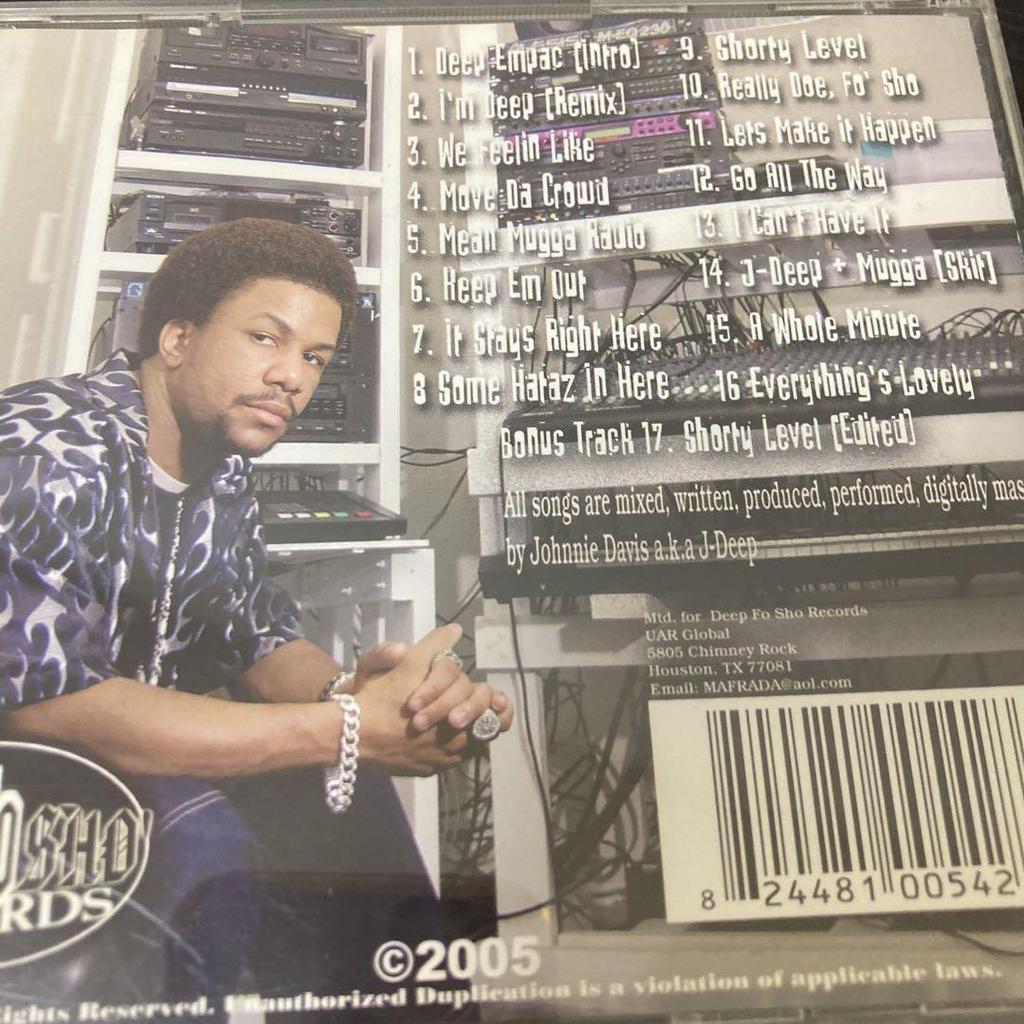 M-EQ230
1. Deep Empac [Intro]
2. I'm Deep [Remix]
3. We Feelin Like
4. Move Da Crowd
5. Mean Mugga Radio
6. Keep Em Out
7. It Stays Right Here
8 Some Hataz In Here
9. Shorty Level
10. Really Doe, Fo' Sho
11. Lets Make it Happen
12. Go All The Way
13. I Can't Have It
14. J-Deep + Mugga [Skit]
15. A Whole Minute
16 Everything's Lovely
Bonus Track 17. Shorty Level [Edited]
All songs are mixed, written, produced, performed, digitally mas
by Johnnie Davis a.k.a J-Deep
Mtd. for Deep Fo Sho Records
UAR Global
5805 Chimney Rock
Houston, TX 77081
Email: MAFRADA@aol.com
8 24481 00542
SHO'
RDS
©2005
ights Reserved. Unauthorized Duplication is a violation of applicable laws.